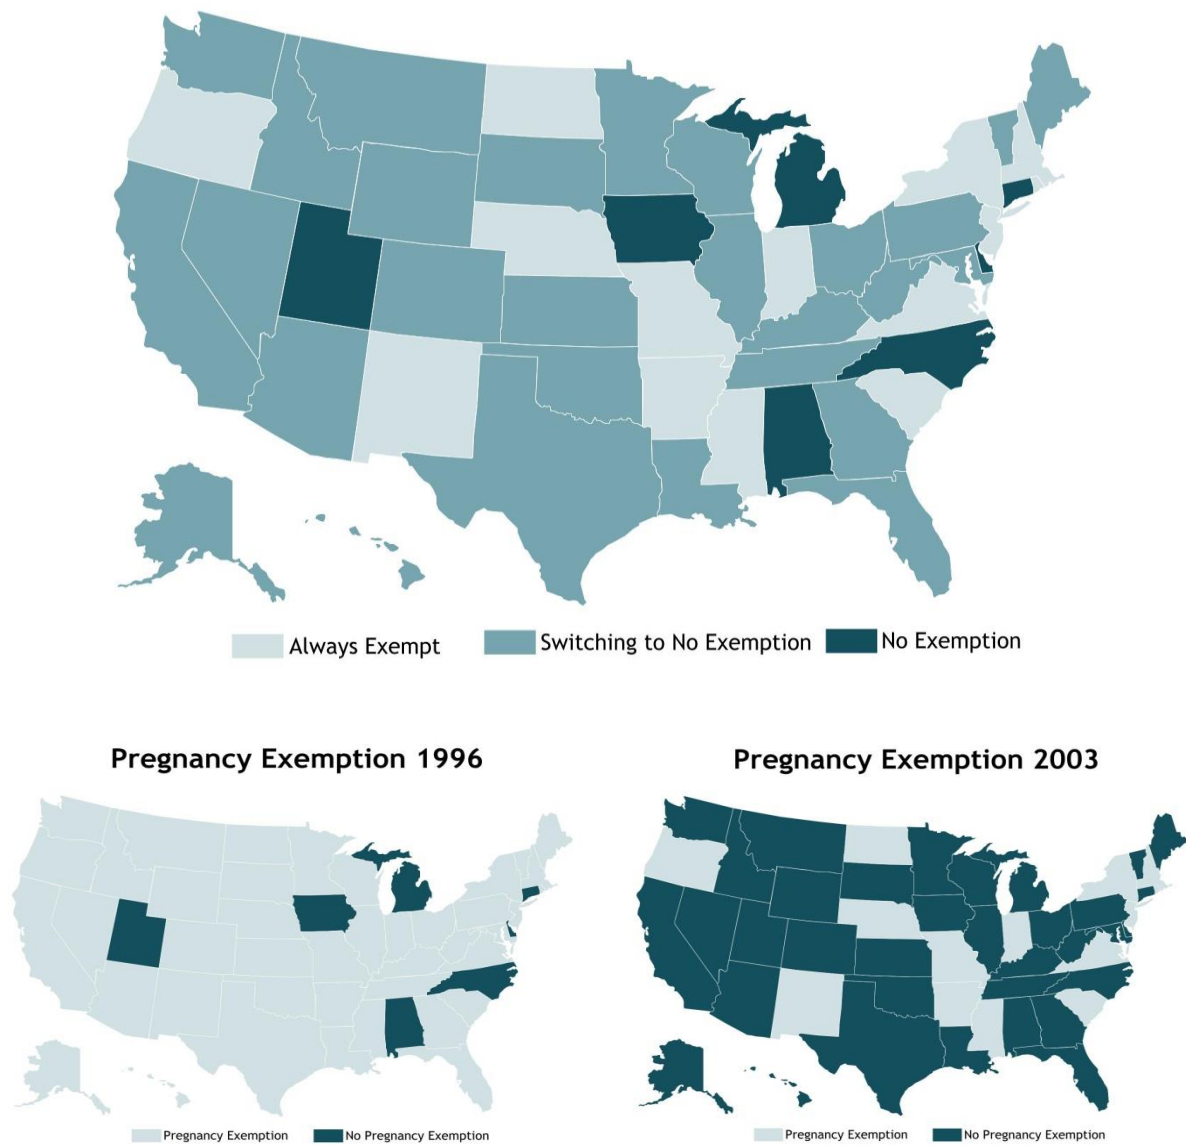 Always Exempt
Switching to No Exemption
No Exemption
Pregnancy Exemption 1996
Pregnancy Exemption 2003
Pregnancy Exemption
No Pregnancy Exemption
Pregnancy Exemption
No Pregnancy Exemption